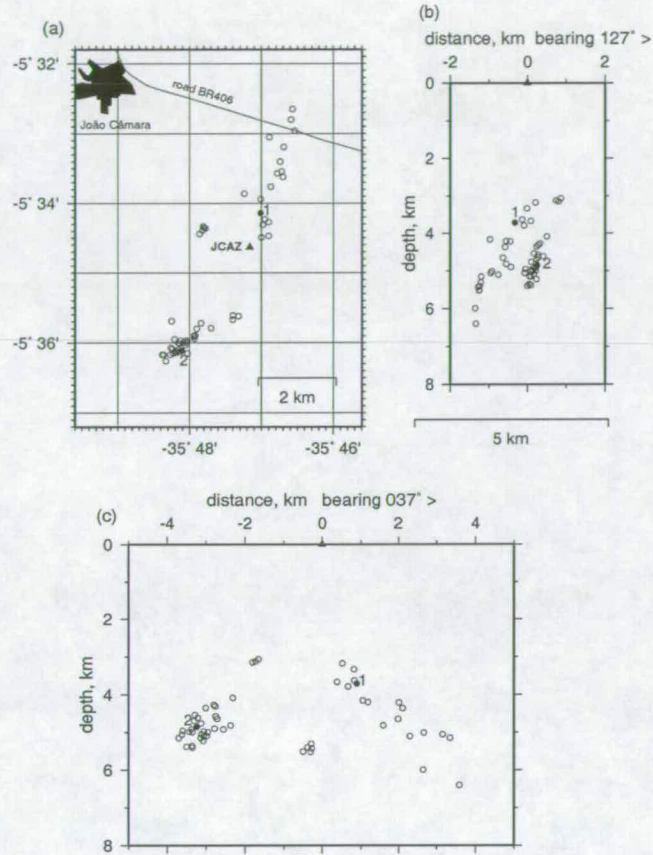 (a)
-5° 32'
road BR406
João Câmara
-5° 34'
1
JCAZ
-5° 36'
2
2 km
-35° 48'
-35° 46'
(b)
distance, km bearing 127° >
-2
0
2
0
2
4
6
8
depth, km
1
2
5 km
distance, km bearing 037° >
(c)
-4
-2
0
2
4
0
2
4
6
8
depth, km
1
2